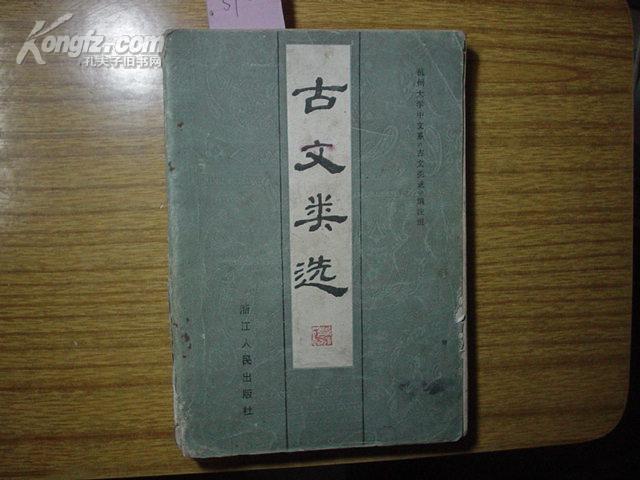 51
Kongfz.com
孔夫子旧书网
杭州大学中文系《古文类选》编注组
古文类选
浙江人民出版社